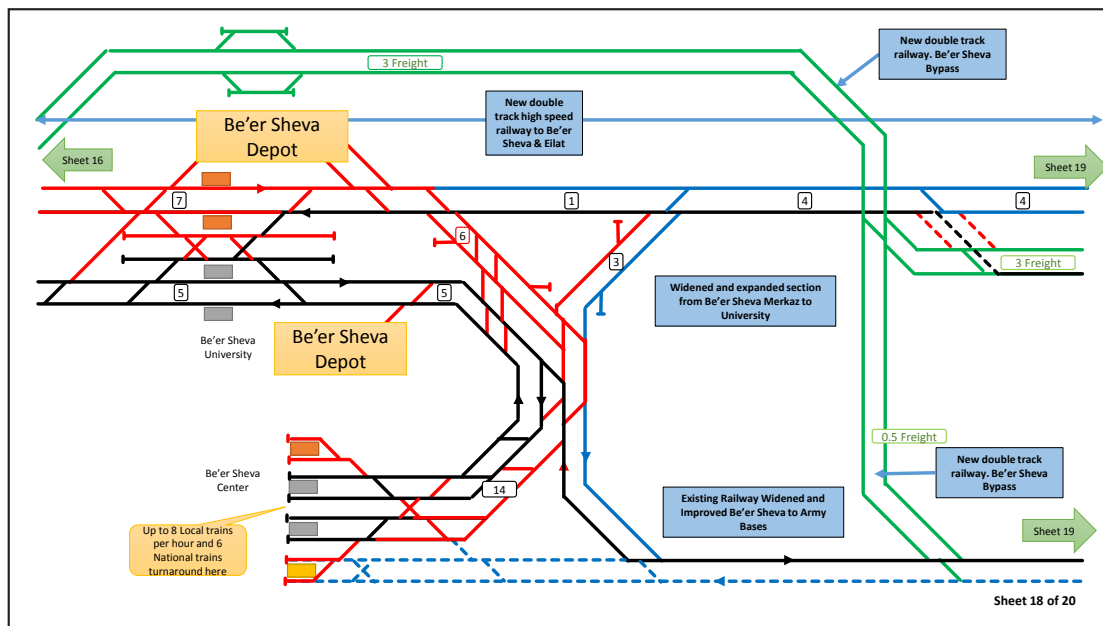 3 Freight
New double track
railway. Be'er Sheva
Bypass
New double
track high speed
railway to Be'er
Sheva & Eilat
Be'er Sheva
Depot
Sheet 16
Sheet 19
7
1
4
4
6
3
3 Freight
5
5
Widened and expanded section
from Be'er Sheva Merkaz to
University
Be'er Sheva
University
Be'er Sheva
Depot
0.5 Freight
New double track
railway. Be'er Sheva
Bypass
Be'er Sheva
Center
14
Existing Railway Widened and
Improved Be'er Sheva to Army
Bases
Up to 8 Local trains
per hour and 6
National trains
turnaround here
Sheet 19
Sheet 18 of 20